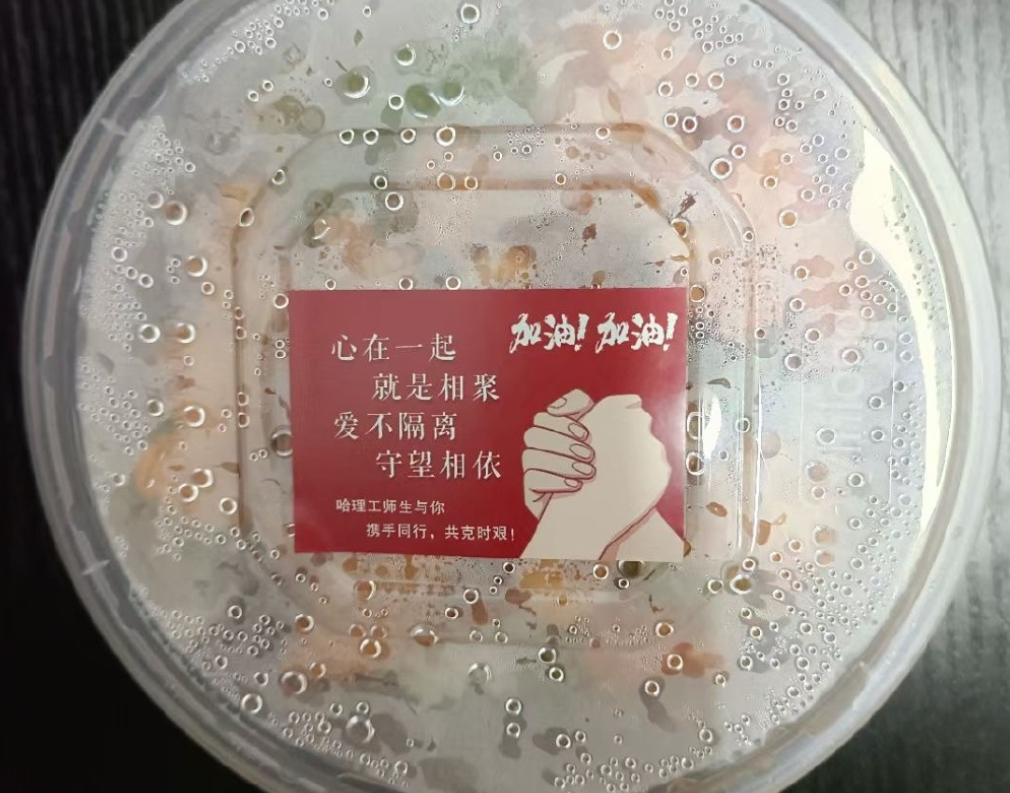 加油!加油!
心在一起
就是相聚
爱不隔离
守望相依
哈理工师生与你
携手同行，共克时艰!